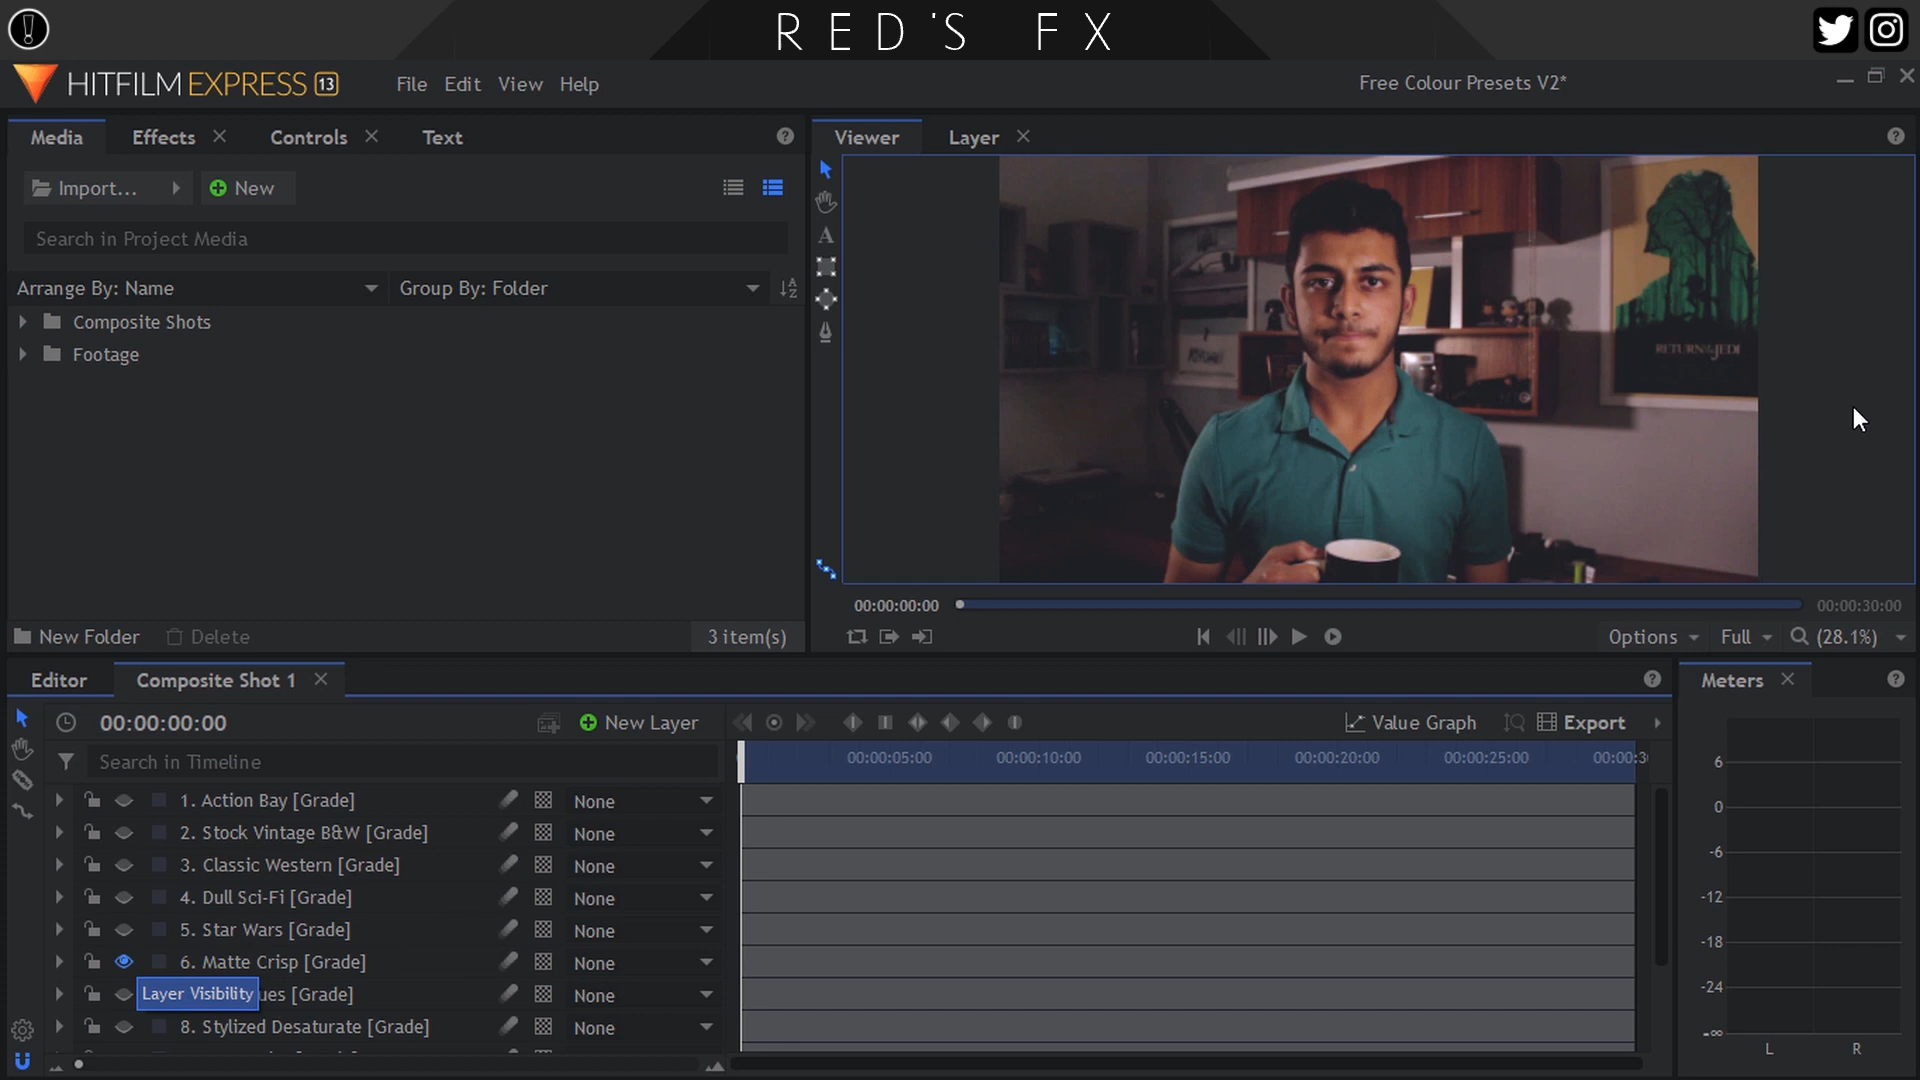 RED'S FX
HITFILM EXPRESS 13
File Edit View Help
Free Colour Presets V2*
Media Effects Controls Text
Viewer Layer
Import... New
Search in Project Media
Arrange By: Name Group By: Folder
Composite Shots
Footage
RETURN OF THE JEDI
New Folder Delete 3 item(s)
00:00:00:00 00:00:30:00
Options Full (28.1%)
Editor Composite Shot 1
Meters
00:00:00:00 New Layer Value Graph Export
Search in Timeline
00:00:05:00 00:00:10:00 00:00:15:00 00:00:20:00 00:00:25:00 00:00:3
1. Action Bay [Grade] None
2. Stock Vintage B&W [Grade] None
3. Classic Western [Grade] None
4. Dull Sci-Fi [Grade] None
5. Star Wars [Grade] None
6. Matte Crisp [Grade] None
Layer Visibility ues [Grade] None
8. Stylized Desaturate [Grade] None
6
0
-6
-12
-18
-24
-∞
L R